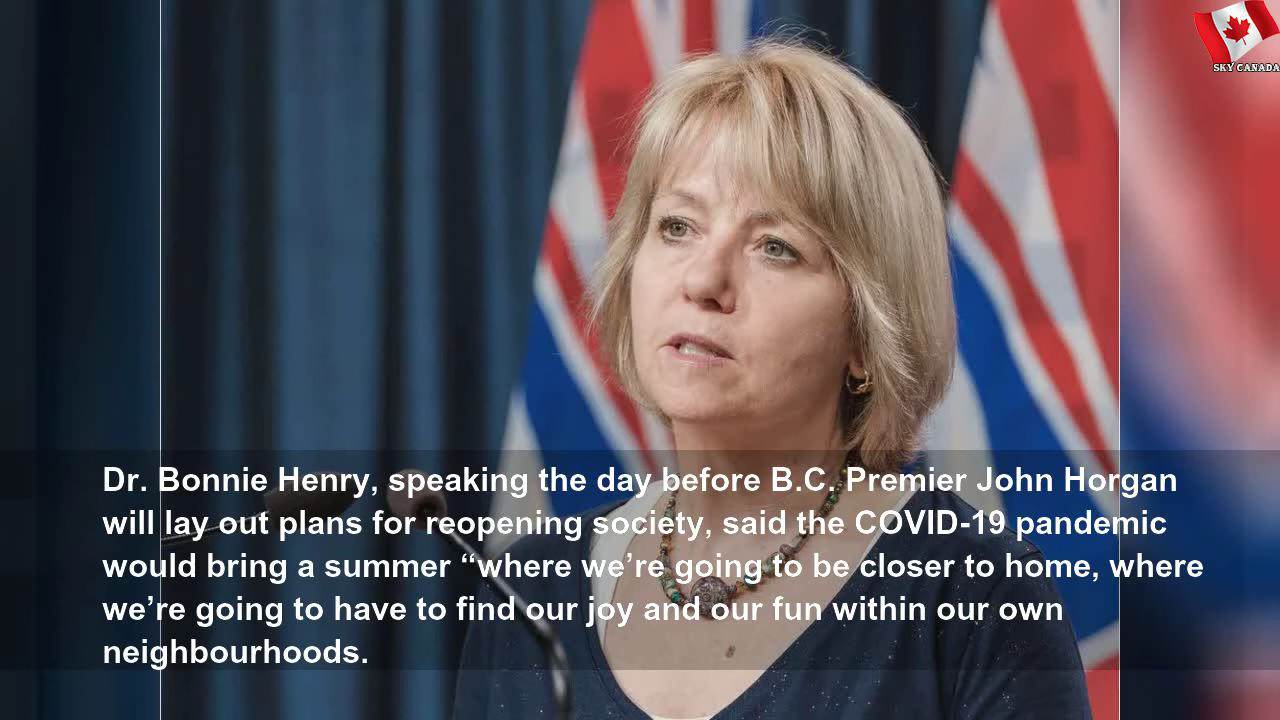 SKY CANADA
Dr. Bonnie Henry, speaking the day before B.C. Premier John Horgan
will lay out plans for reopening society, said the COVID-19 pandemic
would bring a summer “where we’re going to be closer to home, where
we’re going to have to find our joy and our fun within our own
neighbourhoods.